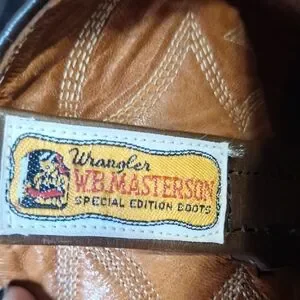 Wrangler
W.B. MASTERSON
SPECIAL EDITION BOOTS